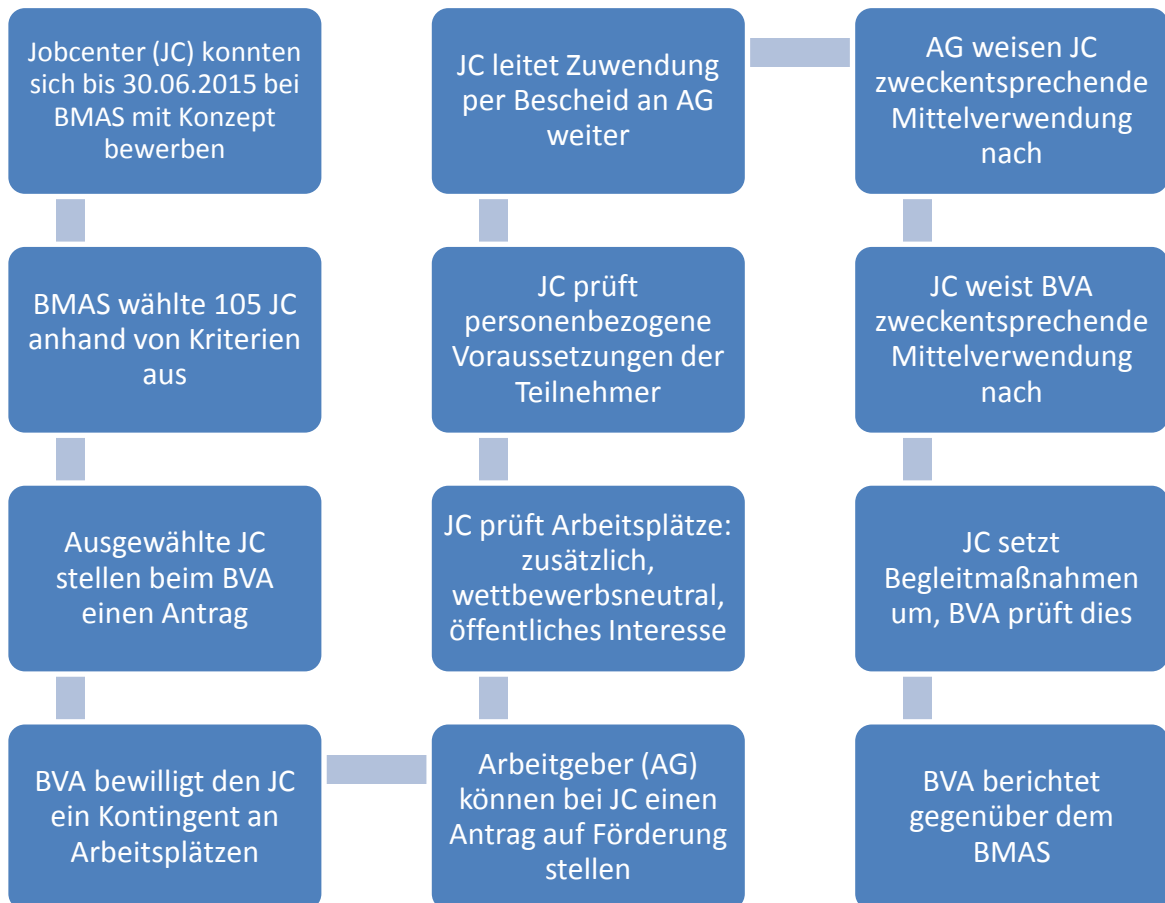 Jobcenter (JC) konnten
sich bis 30.06.2015 bei
BMAS mit Konzept
bewerben
BMAS wählte 105 JC
anhand von Kriterien
aus
Ausgewählte JC
stellen beim BVA
einen Antrag
BVA bewilligt den JC
ein Kontingent an
Arbeitsplätzen
Arbeitgeber (AG)
können bei JC einen
Antrag auf Förderung
stellen
JC prüft Arbeitsplätze:
zusätzlich,
wettbewerbsneutral,
öffentliches Interesse
JC prüft
personenbezogene
Voraussetzungen der
Teilnehmer
JC leitet Zuwendung
per Bescheid an AG
weiter
AG weisen JC
zweckentsprechende
Mittelverwendung
nach
JC weist BVA
zweckentsprechende
Mittelverwendung
nach
JC setzt
Begleitmaßnahmen
um, BVA prüft dies
BVA berichtet
gegenüber dem
BMAS